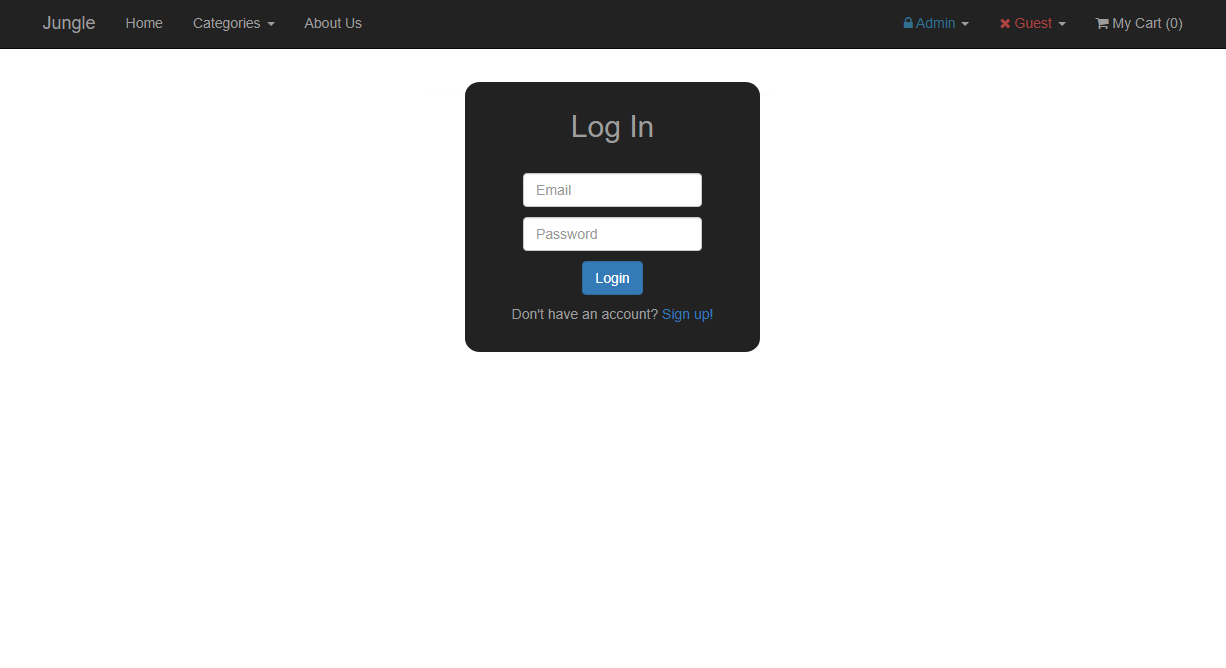 Jungle Home Categories About Us Admin Guest My Cart (0)
Log In
Email
Password
Login
Don't have an account? Sign up!